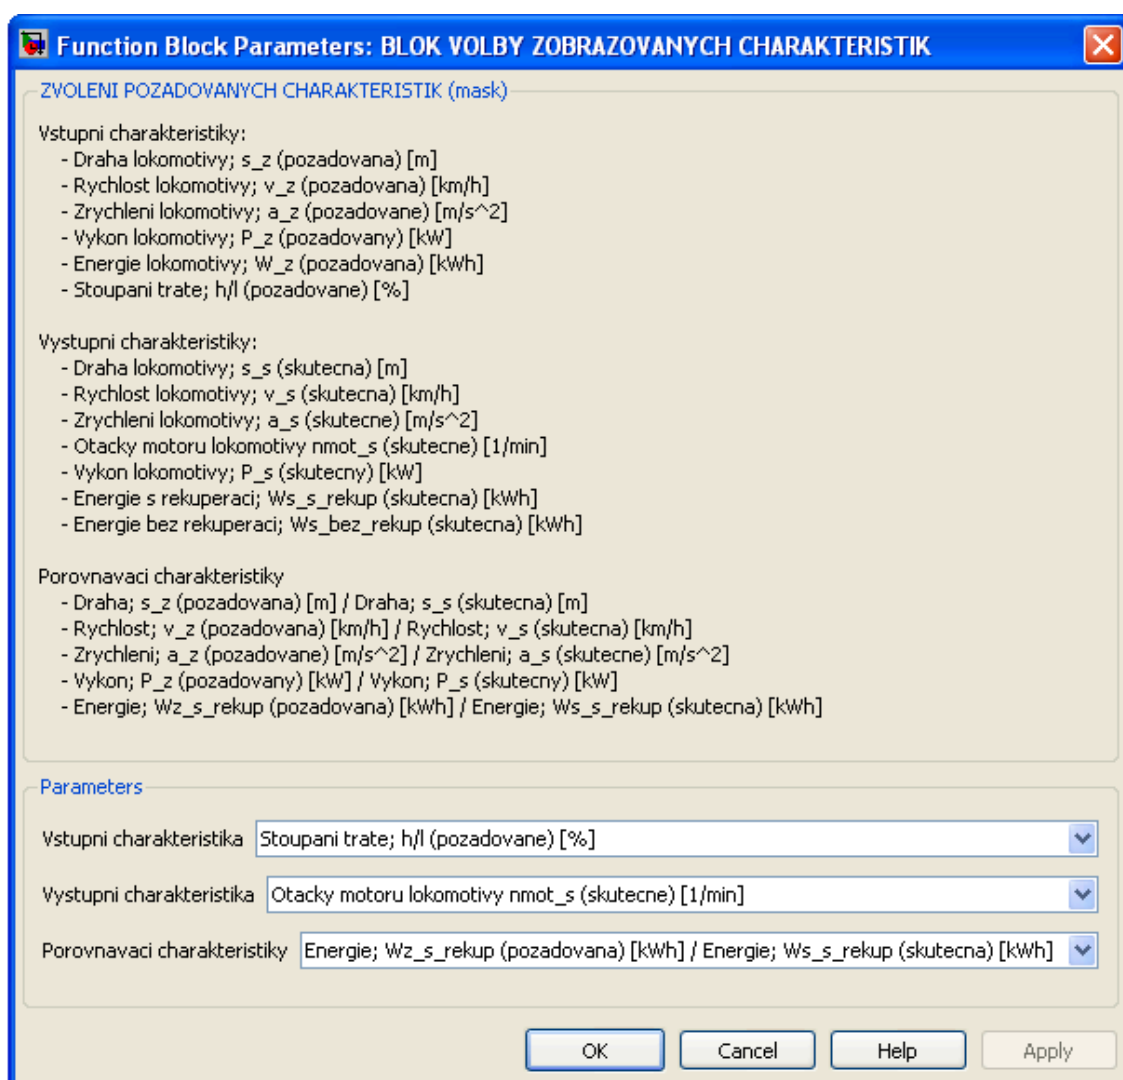 Function Block Parameters: BLOK VOLBY ZOBRAZOVANYCH CHARAKTERISTIK
ZVOLENI POZADOVANYCH CHARAKTERISTIK (mask)
Vstupni charakteristiky:
- Draha lokomotivy; s_z (pozadovana) [m]
- Rychlost lokomotivy; v_z (pozadovana) [km/h]
- Zrychleni lokomotivy; a_z (pozadovane) [m/s^2]
- Vykon lokomotivy; P_z (pozadovany) [kW]
- Energie lokomotivy; W_z (pozadovana) [kWh]
- Stoupani trate; h/l (pozadovane) [%]
Vystupni charakteristiky:
- Draha lokomotivy; s_s (skutecna) [m]
- Rychlost lokomotivy; v_s (skutecna) [km/h]
- Zrychleni lokomotivy; a_s (skutecne) [m/s^2]
- Otacky motoru lokomotivy nmot_s (skutecne) [1/min]
- Vykon lokomotivy; P_s (skutecny) [kW]
- Energie s rekuperaci; Ws_s_rekup (skutecna) [kWh]
- Energie bez rekuperaci; Ws_bez_rekup (skutecna) [kWh]
Porovnavaci charakteristiky
- Draha; s_z (pozadovana) [m] / Draha; s_s (skutecna) [m]
- Rychlost; v_z (pozadovana) [km/h] / Rychlost; v_s (skutecna) [km/h]
- Zrychleni; a_z (pozadovane) [m/s^2] / Zrychleni; a_s (skutecne) [m/s^2]
- Vykon; P_z (pozadovany) [kW] / Vykon; P_s (skutecny) [kW]
- Energie; Wz_s_rekup (pozadovana) [kWh] / Energie; Ws_s_rekup (skutecna) [kWh]
Parameters
Vstupni charakteristika Stoupani trate; h/l (pozadovane) [%]
Vystupni charakteristika Otacky motoru lokomotivy nmot_s (skutecne) [1/min]
Porovnavaci charakteristiky Energie; Wz_s_rekup (pozadovana) [kWh] / Energie; Ws_s_rekup (skutecna) [kWh]
OK Cancel Help Apply